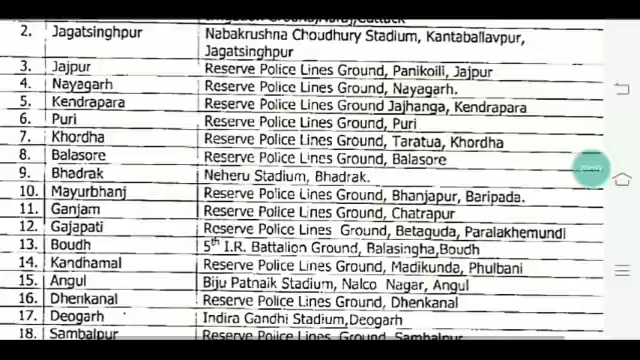 2. Jagatsinghpur Nabakrushna Choudhury Stadium, Kantaballavpur,
Jagatsinghpur
3. Jajpur Reserve Police Lines Ground, Panikoili, Jajpur
4. Nayagarh Reserve Police Lines Ground, Nayagarh.
5. Kendrapara Reserve Police Lines Ground Jajhanga, Kendrapara
6. Puri Reserve Police Lines Ground, Puri
7. Khordha Reserve Police Lines Ground, Taratua, Khordha
8. Balasore Reserve Police Lines Ground, Balasore
9. Bhadrak Neheru Stadium, Bhadrak.
10. Mayurbhanj Reserve Police Lines Ground, Bhanjapur, Baripada.
11. Ganjam Reserve Police Lines Ground, Chatrapur
12. Gajapati Reserve Police Lines Ground, Betaguda, Paralakhemundi
13. Boudh 5th I.R. Battalion Ground, Balasingha,Boudh
14. Kandhamal Reserve Police Lines Ground, Madikunda, Phulbani
15. Angul Biju Patnaik Stadium, Nalco Nagar, Angul
16. Dhenkanal Reserve Police Lines Ground, Dhenkanal
17. Deogarh Indira Gandhi Stadium,Deogarh
18. Sambalpur Reserve Police Lines Ground, Sambalpur